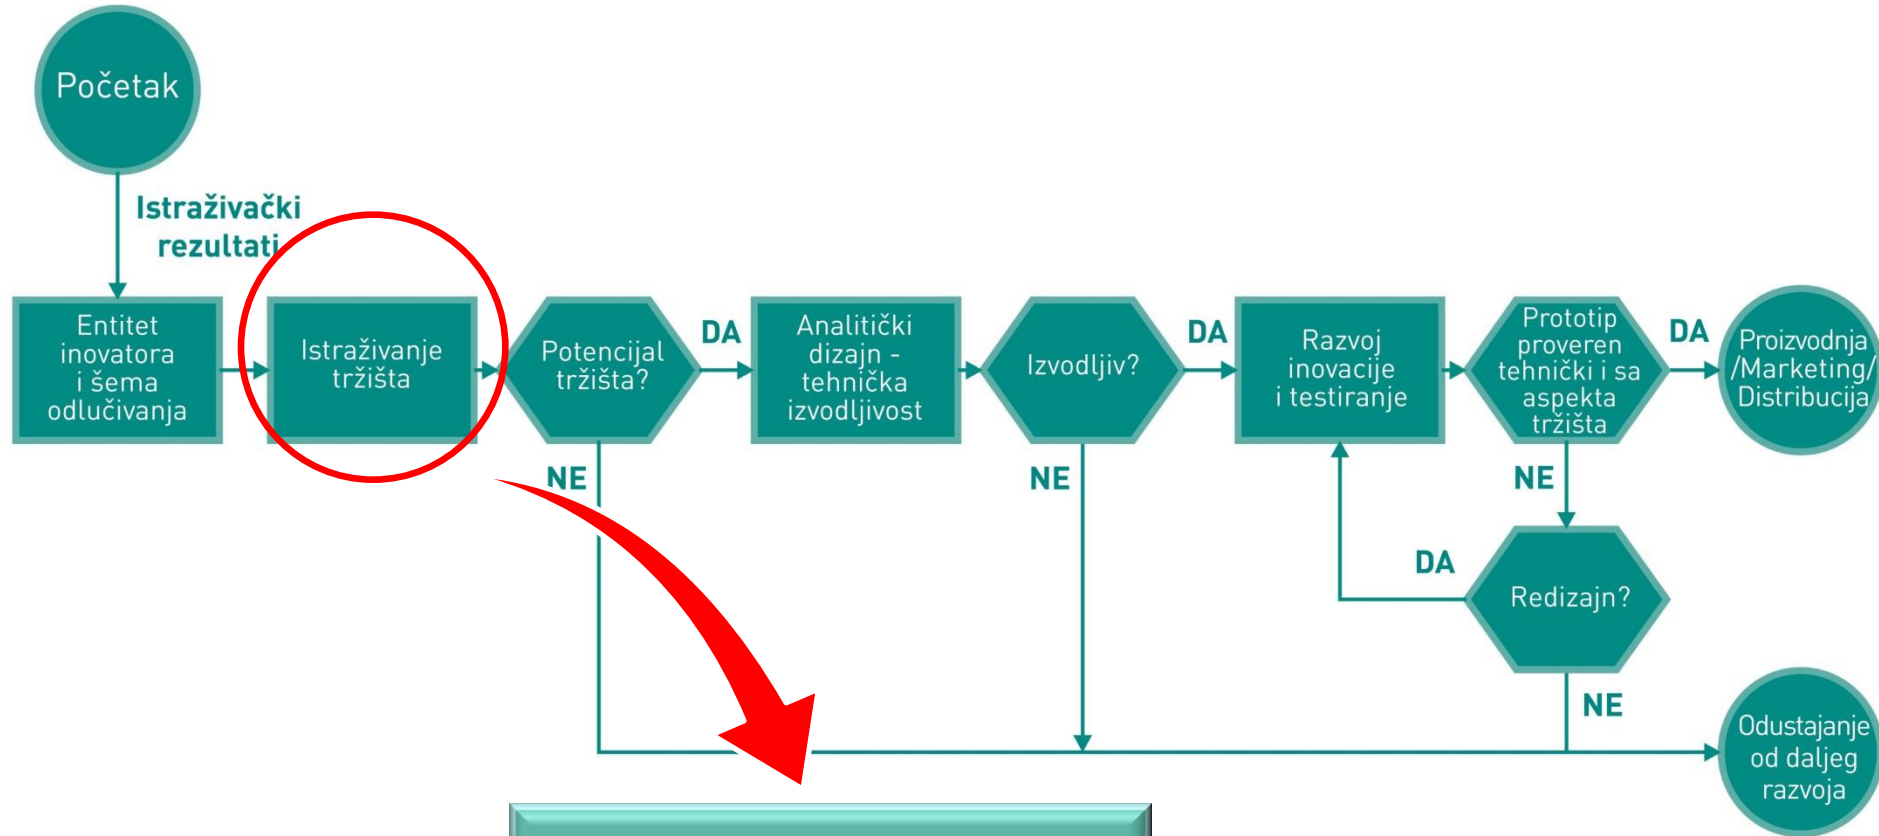 Početak
Istraživački
rezultati
Entitet
inovatora
i šema
odlučivanja
Istraživanje
tržišta
Potencijal
tržišta?
DA
NE
Analitički
dizajn -
tehnička
izvodljivost
Izvodljiv?
DA
NE
Razvoj
inovacije
i testiranje
Prototip
proveren
tehnički i sa
aspekta
tržišta
DA
NE
Proizvodnja
/Marketing/
Distribucija
Redizajn?
DA
NE
Odustajanje
od daljeg
razvoja